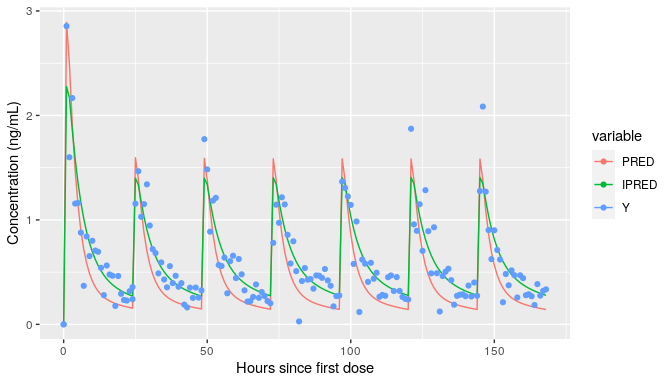 3
2
1
0
Concentration (ng/mL)
0
50
100
150
Hours since first dose
variable
PRED
IPRED
Y